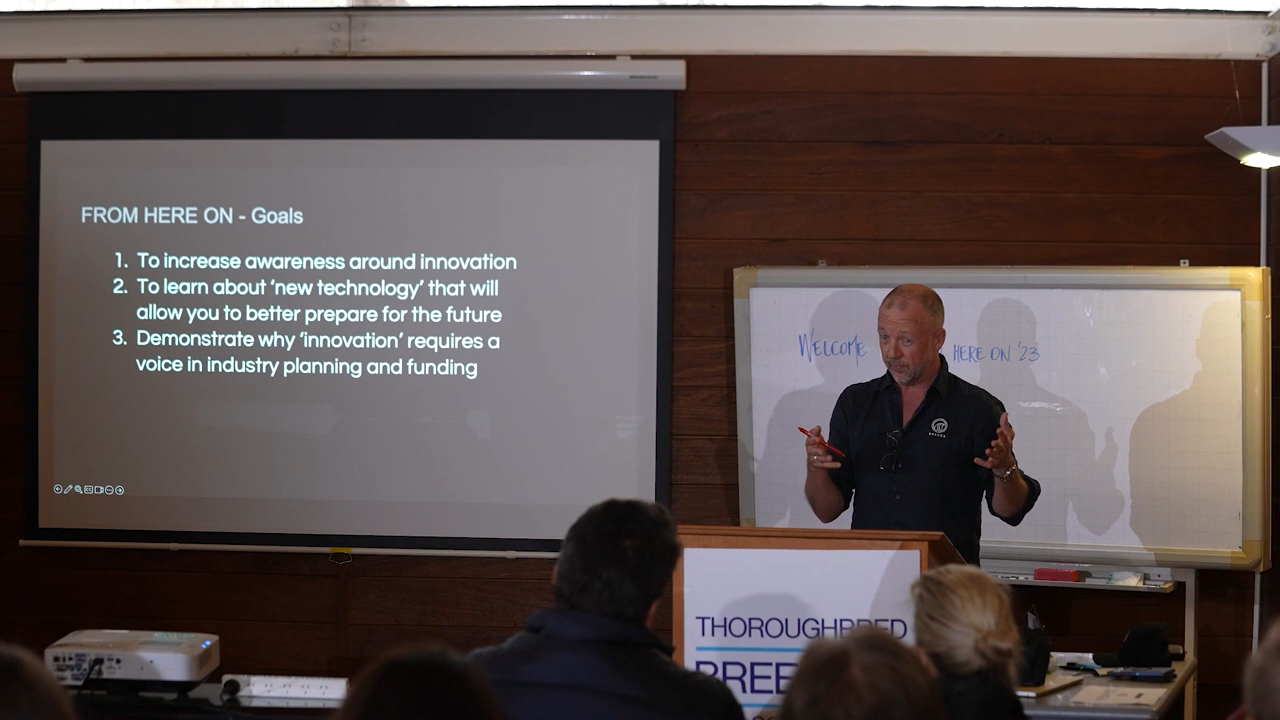 FROM HERE ON - Goals
1. To increase awareness around innovation
2. To learn about ‘new technology’ that will
allow you to better prepare for the future
3. Demonstrate why ‘innovation’ requires a
voice in industry planning and funding
WELCOME HERE ON '23
THOROUGHBRED
BREE